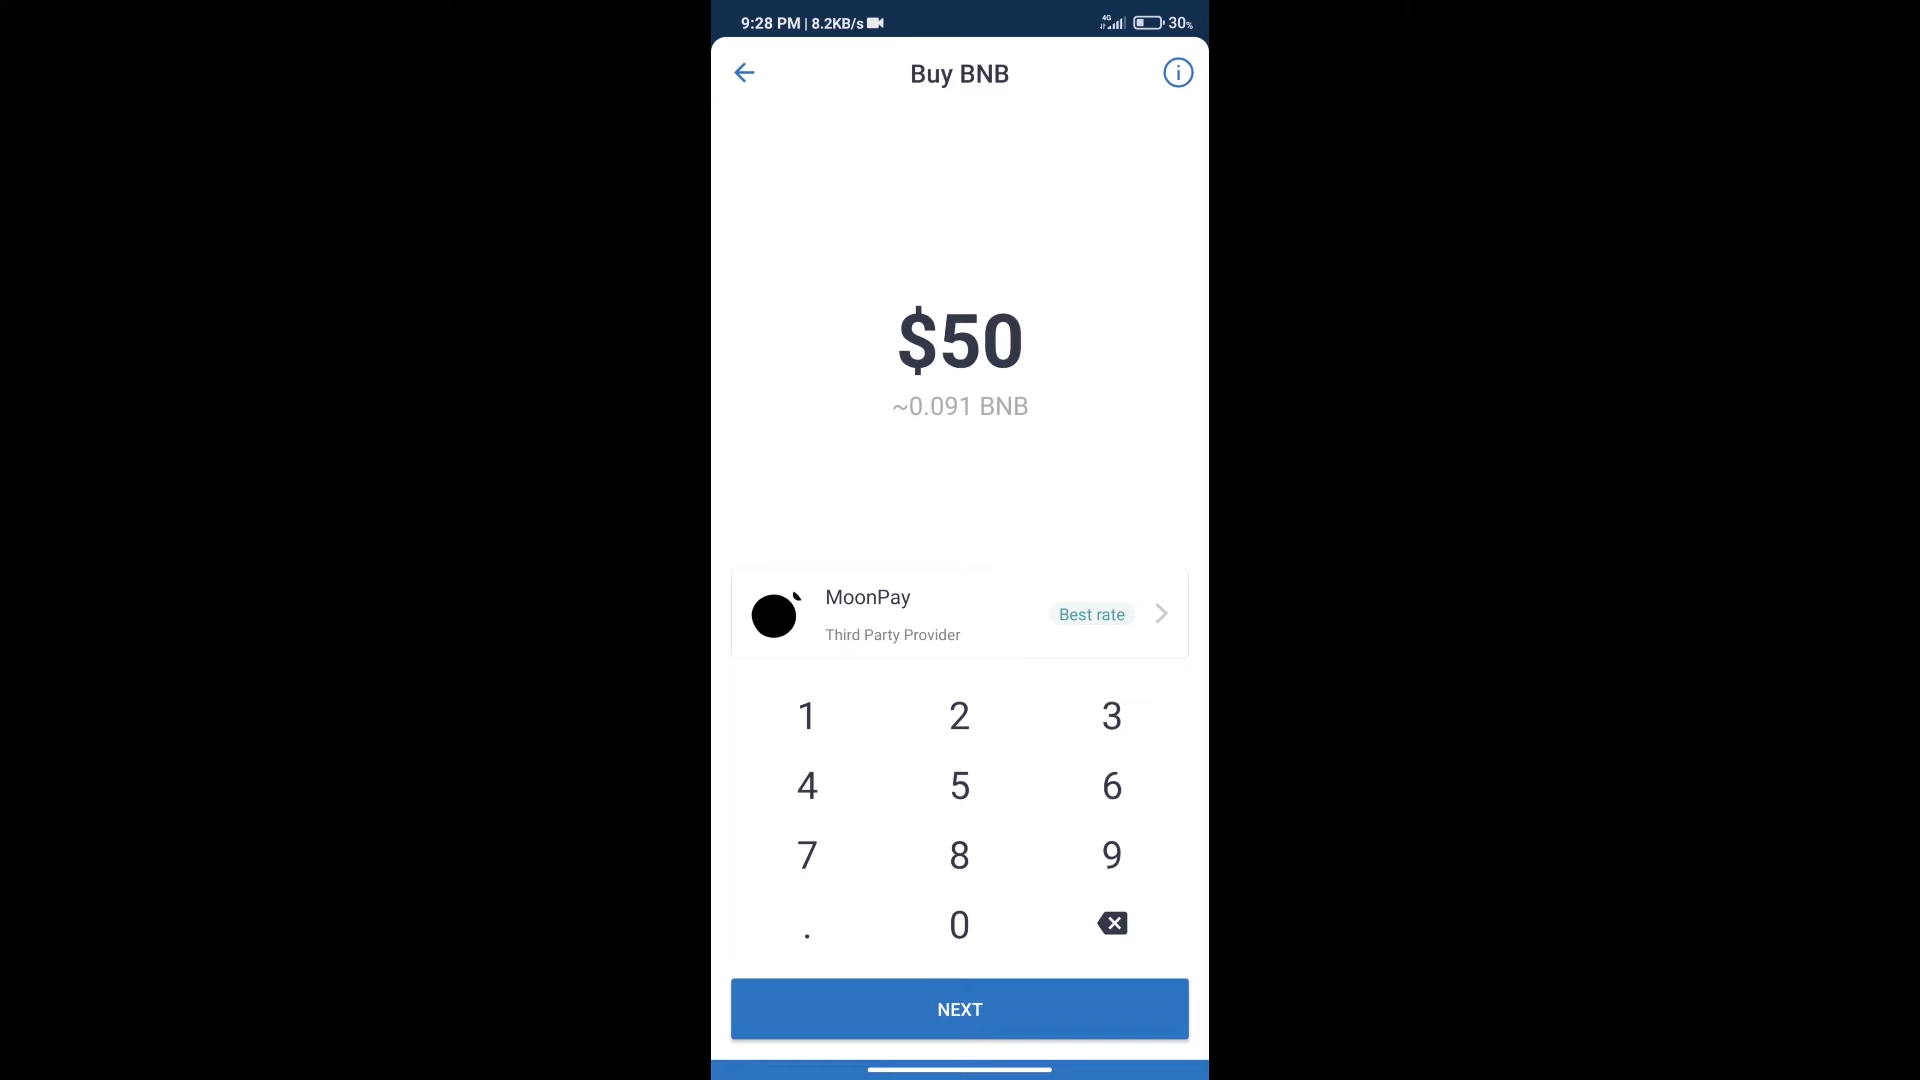 9:28 PM | 8.2KB/s 4G 30%
Buy BNB
$50
~0.091 BNB
MoonPay
Best rate
Third Party Provider
1 2 3
4 5 6
7 8 9
. 0
NEXT